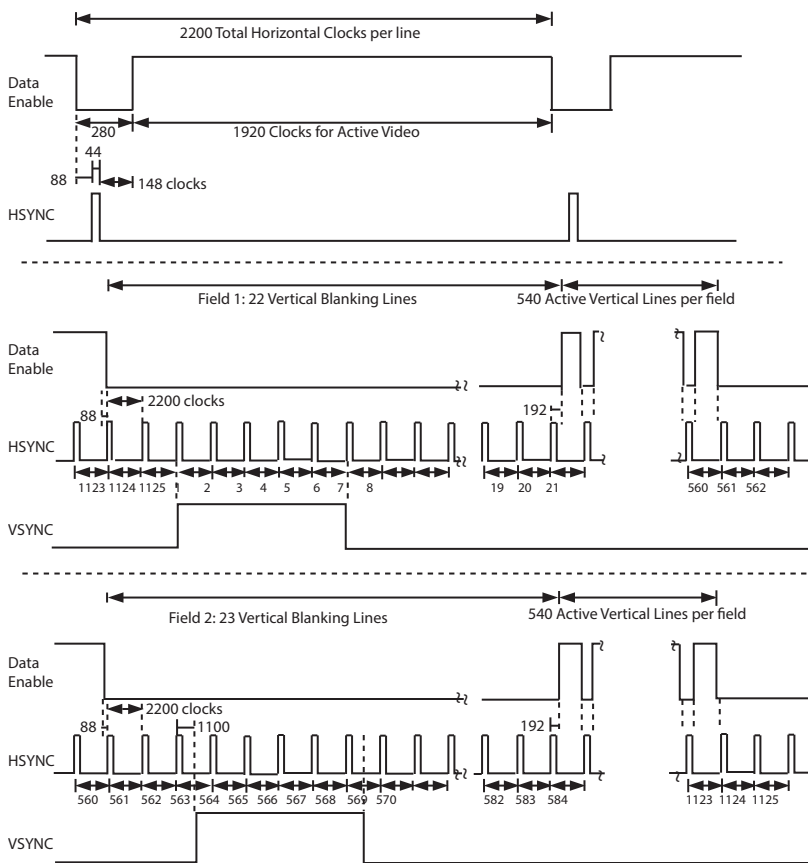 2200 Total Horizontal Clocks per line
Data
Enable
280
1920 Clocks for Active Video
44
88
148 clocks
HSYNC
Field 1: 22 Vertical Blanking Lines
540 Active Vertical Lines per field
Data
Enable
2200 clocks
88
192
HSYNC
1123 1124 1125 1 2 3 4 5 6 7 8 19 20 21 560 561 562
VSYNC
Field 2: 23 Vertical Blanking Lines
540 Active Vertical Lines per field
Data
Enable
2200 clocks
88
1100
192
HSYNC
560 561 562 563 564 565 566 567 568 569 570 582 583 584 1123 1124 1125
VSYNC